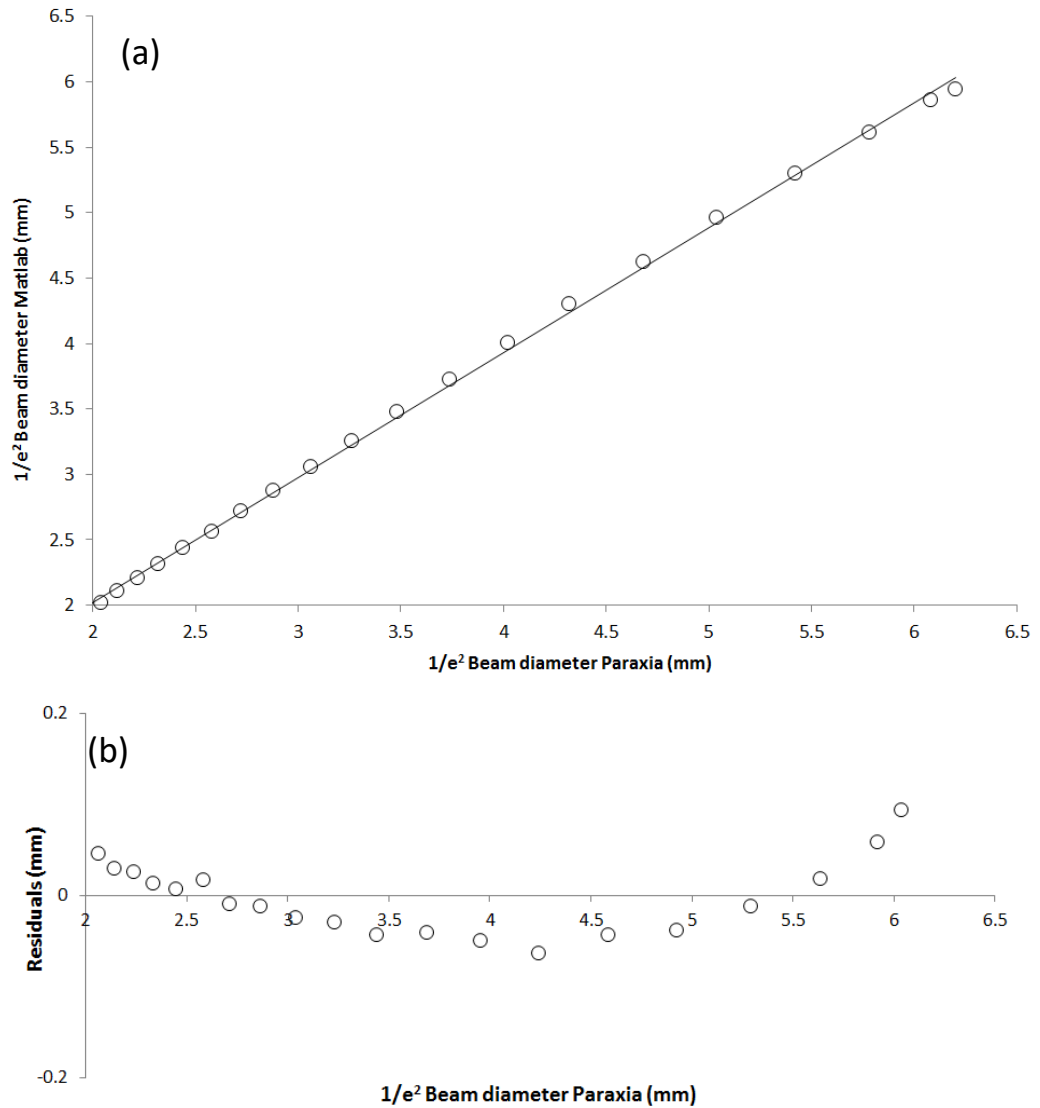 (a)
6.5
6
5.5
5
4.5
4
3.5
3
2.5
2
1/e² Beam diameter Matlab (mm)
2 2.5 3 3.5 4 4.5 5 5.5 6 6.5
1/e² Beam diameter Paraxia (mm)
(b)
0.2
0
-0.2
Residuals (mm)
2 2.5 3 3.5 4 4.5 5 5.5 6 6.5
1/e² Beam diameter Paraxia (mm)